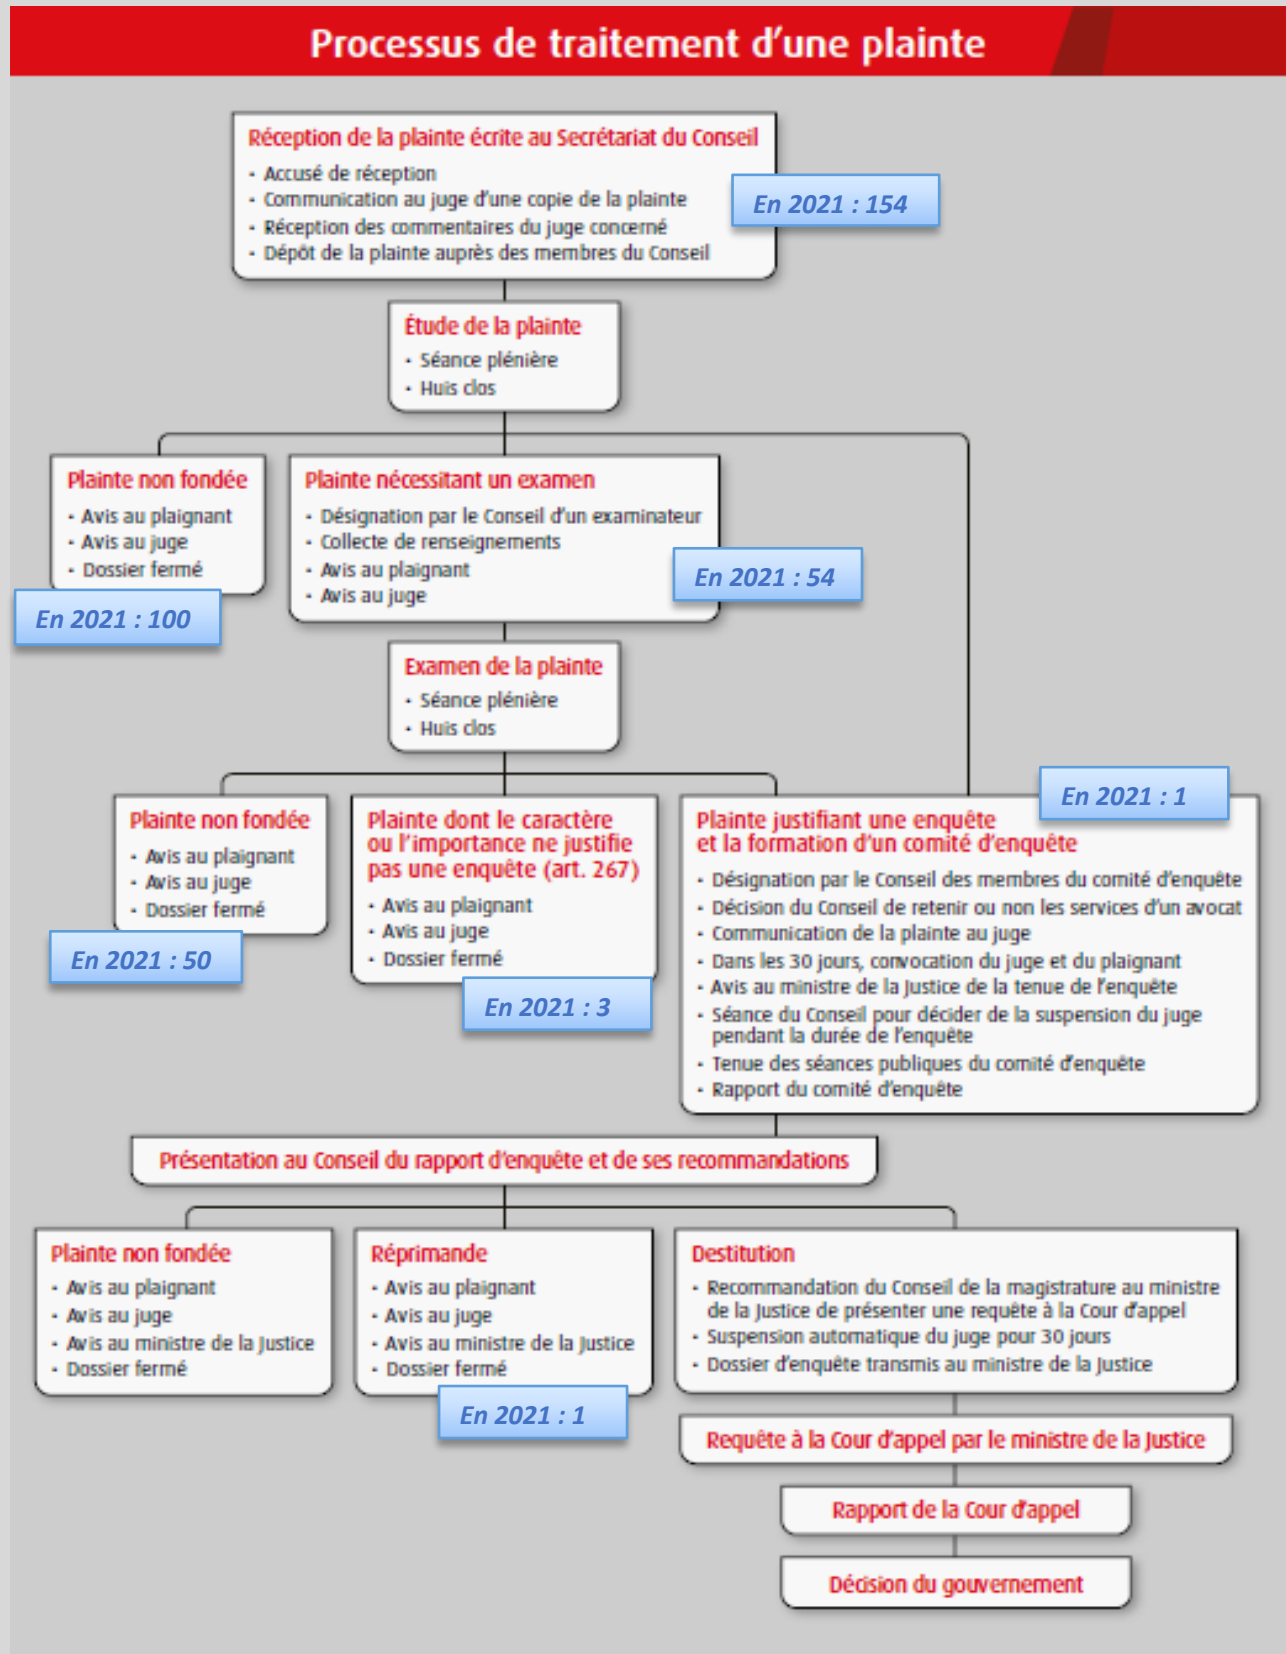 Processus de traitement d'une plainte
Réception de la plainte écrite au Secrétariat du Conseil
- Accusé de réception
- Communication au juge d'une copie de la plainte
- Réception des commentaires du juge concerné
- Dépôt de la plainte auprès des membres du Conseil
En 2021 : 154
Étude de la plainte
- Séance plénière
- Huis clos
Plainte non fondée
- Avis au plaignant
- Avis au juge
- Dossier fermé
En 2021 : 100
Plainte nécessitant un examen
- Désignation par le Conseil d'un examinateur
- Collecte de renseignements
- Avis au plaignant
- Avis au juge
En 2021 : 54
Examen de la plainte
- Séance plénière
- Huis clos
Plainte non fondée
- Avis au plaignant
- Avis au juge
- Dossier fermé
En 2021 : 50
Plainte dont le caractère
ou l'importance ne justifie
pas une enquête (art. 267)
- Avis au plaignant
- Avis au juge
- Dossier fermé
En 2021 : 3
En 2021 : 1
Plainte justifiant une enquête
et la formation d'un comité d'enquête
- Désignation par le Conseil des membres du comité d'enquête
- Décision du Conseil de retenir ou non les services d'un avocat
- Communication de la plainte au juge
- Dans les 30 jours, convocation du juge et du plaignant
- Avis au ministre de la Justice de la tenue de l'enquête
- Séance du Conseil pour décider de la suspension du juge
pendant la durée de l'enquête
- Tenue des séances publiques du comité d'enquête
- Rapport du comité d'enquête
Présentation au Conseil du rapport d'enquête et de ses recommandations
Plainte non fondée
- Avis au plaignant
- Avis au juge
- Avis au ministre de la Justice
- Dossier fermé
Réprimande
- Avis au plaignant
- Avis au juge
- Avis au ministre de la Justice
- Dossier fermé
En 2021 : 1
Destitution
- Recommandation du Conseil de la magistrature au ministre
de la Justice de présenter une requête à la Cour d'appel
- Suspension automatique du juge pour 30 jours
- Dossier d'enquête transmis au ministre de la Justice
Requête à la Cour d'appel par le ministre de la Justice
Rapport de la Cour d'appel
Décision du gouvernement